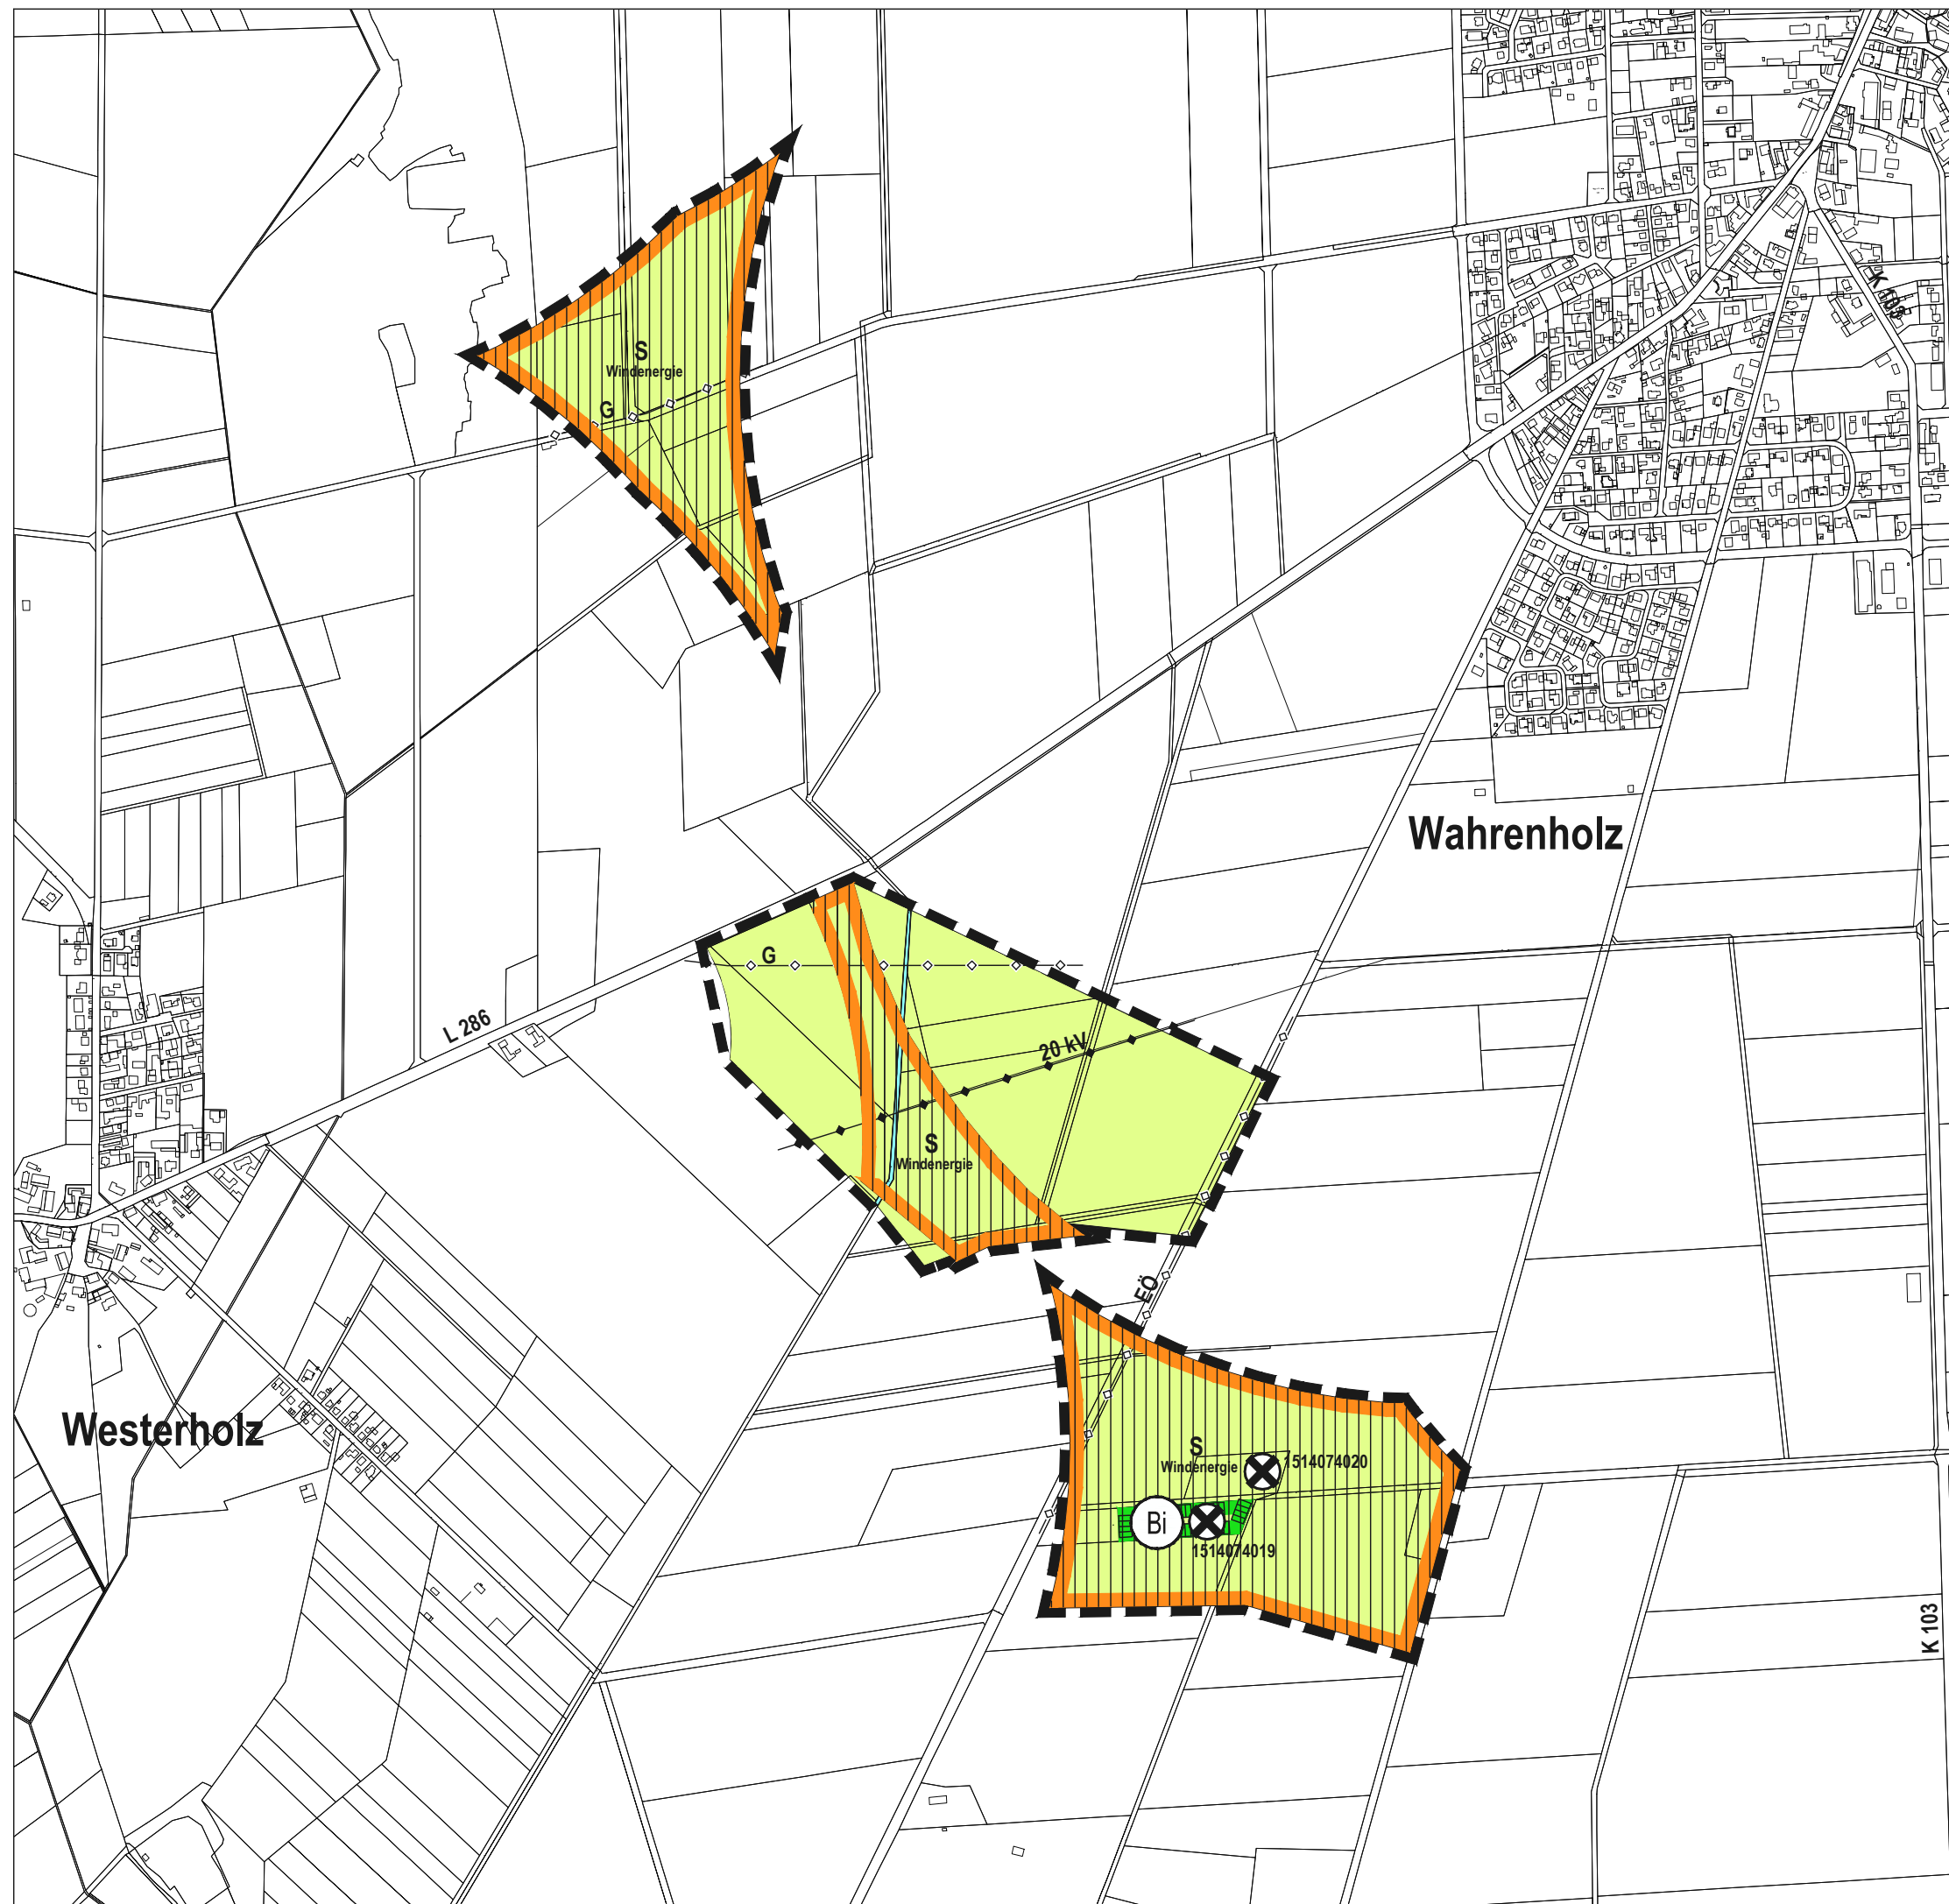 K 103
S
Windenergie
G
Wahrenholz
G
L 286
20 kV
S
Windenergie
EÖ
Westerholz
S
Windenergie
1514074020
Bi
1514074019
K 103